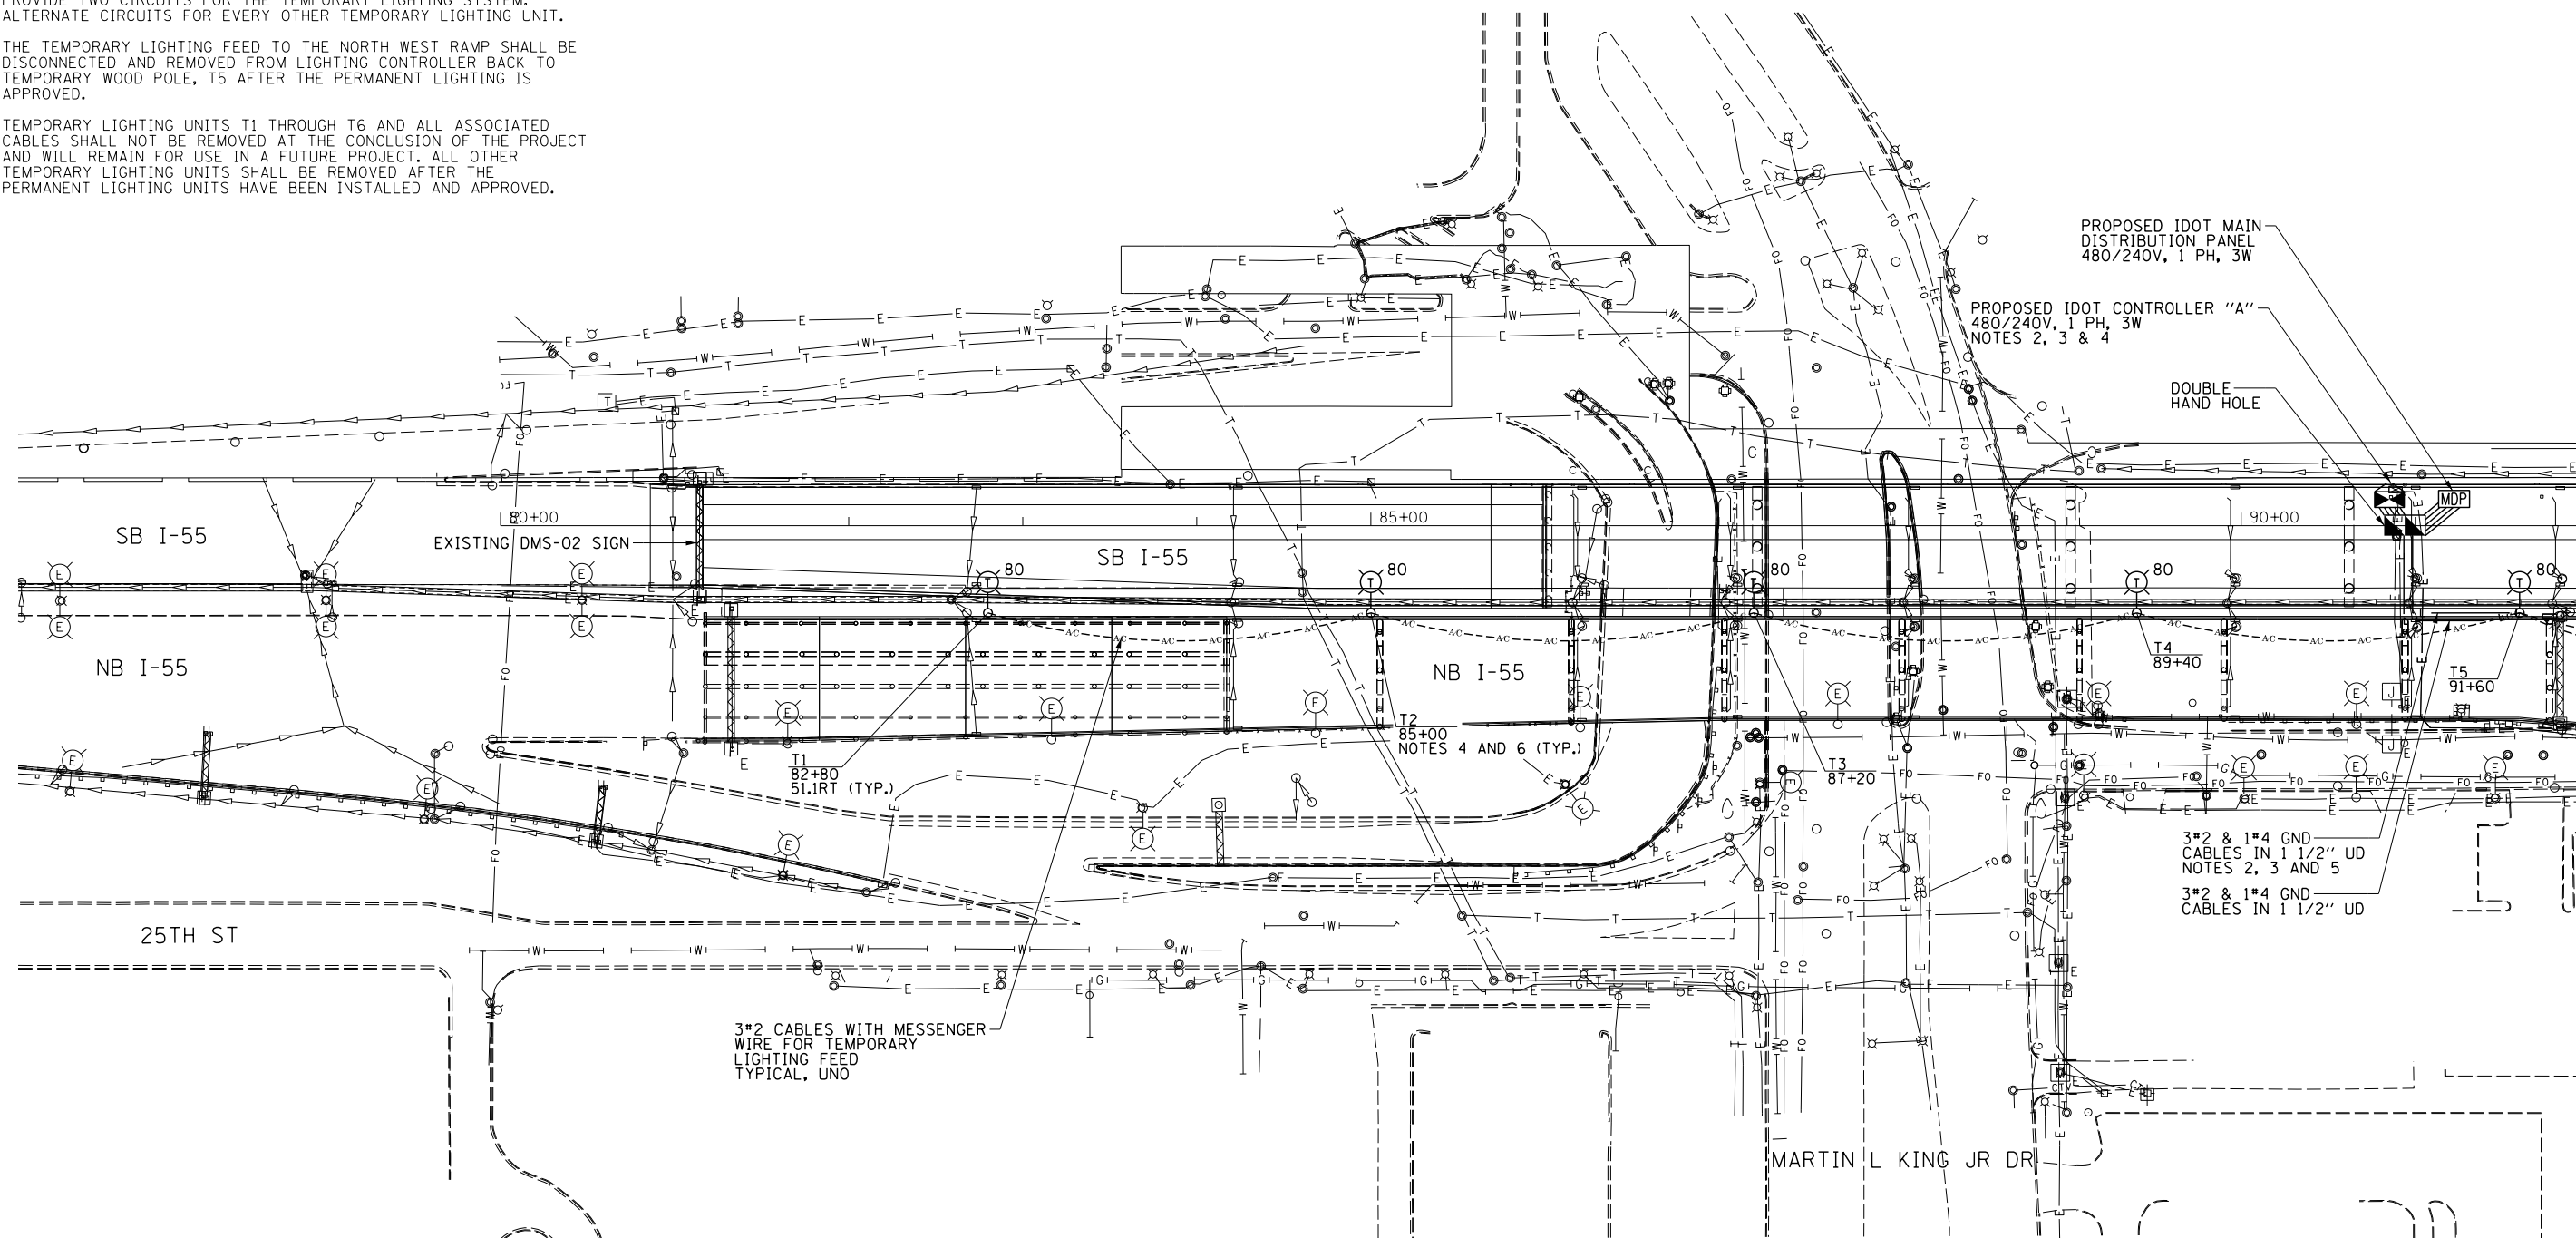 PROVIDE TWO CIRCUITS FOR THE TEMPORARY LIGHTING SYSTEM.
ALTERNATE CIRCUITS FOR EVERY OTHER TEMPORARY LIGHTING UNIT.
THE TEMPORARY LIGHTING FEED TO THE NORTH WEST RAMP SHALL BE
DISCONNECTED AND REMOVED FROM LIGHTING CONTROLLER BACK TO
TEMPORARY WOOD POLE, T5 AFTER THE PERMANENT LIGHTING IS
APPROVED.
TEMPORARY LIGHTING UNITS T1 THROUGH T6 AND ALL ASSOCIATED
CABLES SHALL NOT BE REMOVED AT THE CONCLUSION OF THE PROJECT
AND WILL REMAIN FOR USE IN A FUTURE PROJECT. ALL OTHER
TEMPORARY LIGHTING UNITS SHALL BE REMOVED AFTER THE
PERMANENT LIGHTING UNITS HAVE BEEN INSTALLED AND APPROVED.
PROPOSED IDOT MAIN
DISTRIBUTION PANEL
480/240V, 1 PH, 3W
PROPOSED IDOT CONTROLLER "A"
480/240V, 1 PH, 3W
NOTES 2, 3 & 4
DOUBLE
HAND HOLE
MDP
80+00
85+00
90+00
SB I-55
EXISTING DMS-02 SIGN
SB I-55
80
80
80
80
80
NB I-55
NB I-55
T1
82+80
51.1RT (TYP.)
T2
85+00
NOTES 4 AND 6 (TYP.)
T3
87+20
T4
89+40
T5
91+60
3#2 & 1#4 GND
CABLES IN 1 1/2" UD
NOTES 2, 3 AND 5
3#2 & 1#4 GND
CABLES IN 1 1/2" UD
25TH ST
3#2 CABLES WITH MESSENGER
WIRE FOR TEMPORARY
LIGHTING FEED
TYPICAL, UNO
MARTIN L KING JR DR